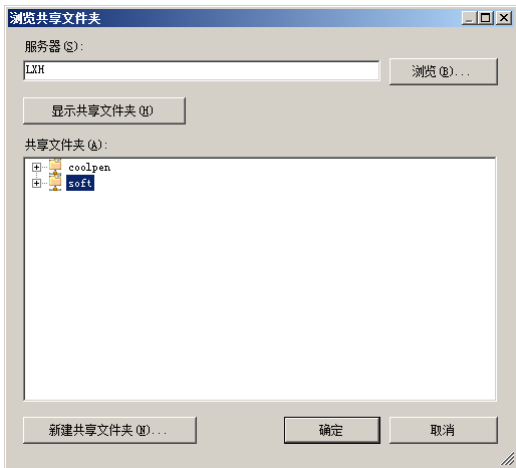 浏览共享文件夹
服务器(S):
LXH
浏览(B)...
显示共享文件夹(H)
共享文件夹(A):
coolpen
soft
新建共享文件夹(N)...
确定
取消